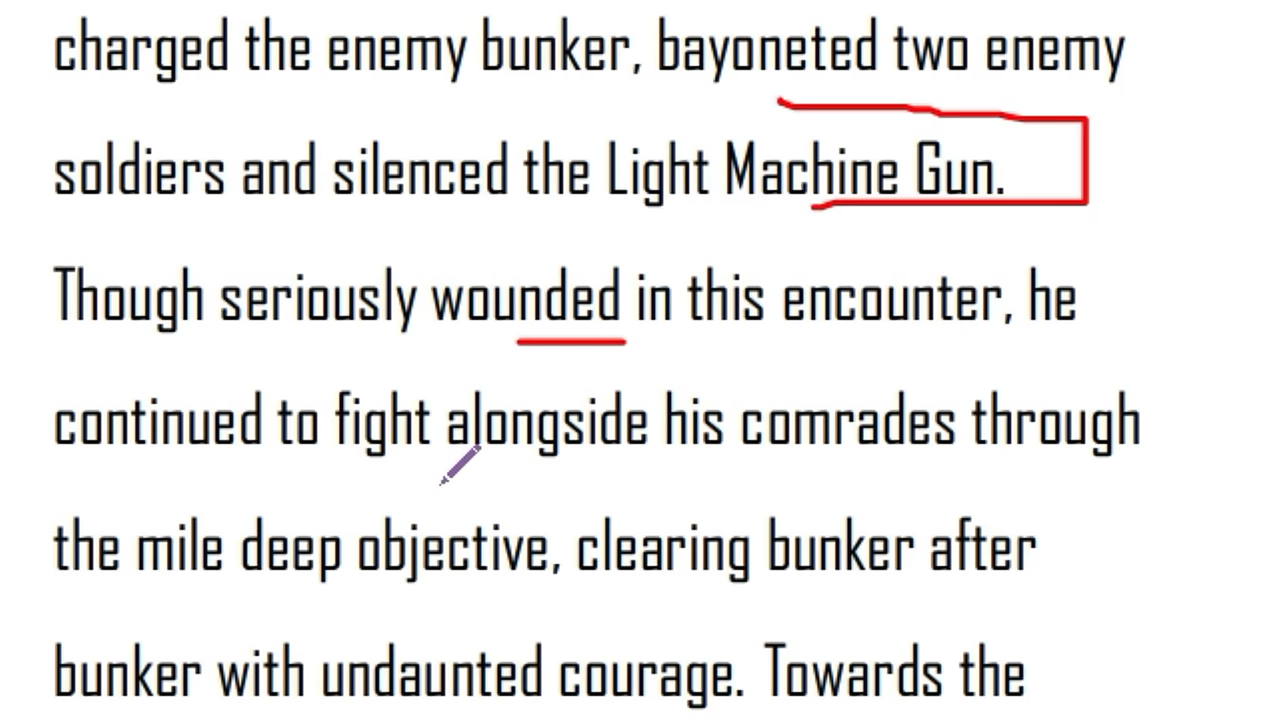 charged the enemy bunker, bayoneted two enemy
soldiers and silenced the Light Machine Gun.
Though seriously wounded in this encounter, he
continued to fight alongside his comrades through
the mile deep objective, clearing bunker after
bunker with undaunted courage. Towards the